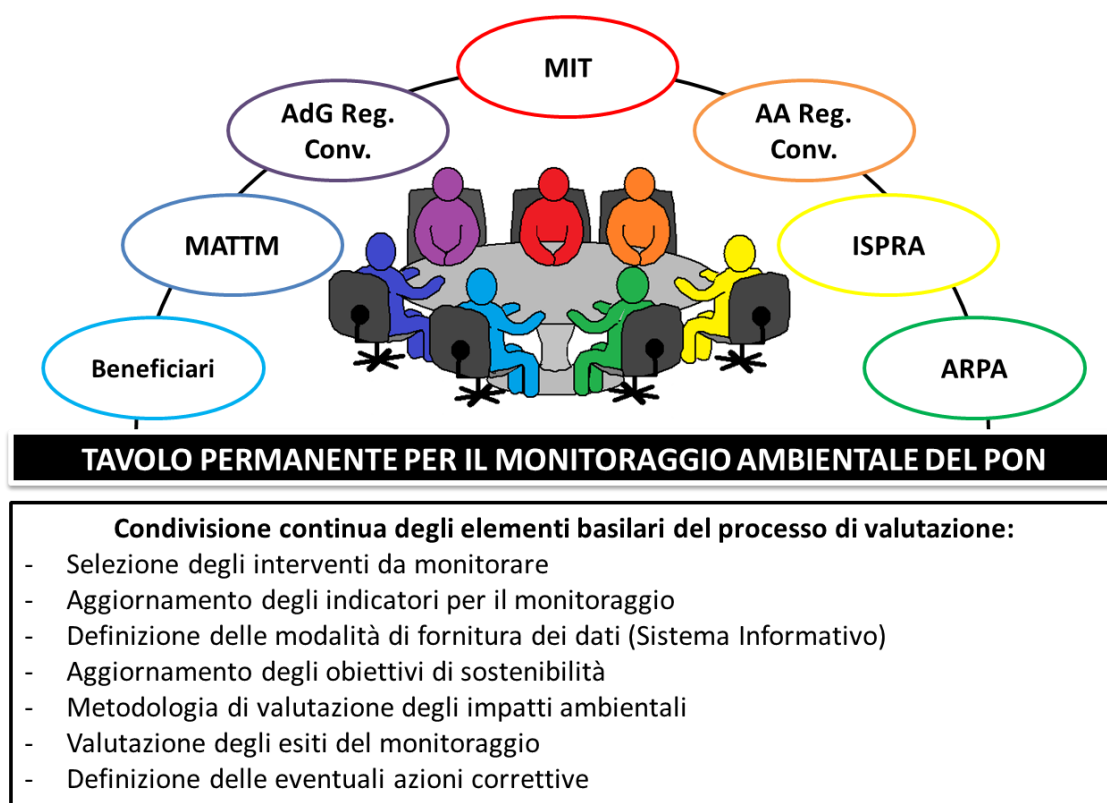 MIT
AdG Reg.
Conv.
AA Reg.
Conv.
MATTM
ISPRA
Beneficiari
ARPA
TAVOLO PERMANENTE PER IL MONITORAGGIO AMBIENTALE DEL PON
Condivisione continua degli elementi basilari del processo di valutazione:
- Selezione degli interventi da monitorare
- Aggiornamento degli indicatori per il monitoraggio
- Definizione delle modalità di fornitura dei dati (Sistema Informativo)
- Aggiornamento degli obiettivi di sostenibilità
- Metodologia di valutazione degli impatti ambientali
- Valutazione degli esiti del monitoraggio
- Definizione delle eventuali azioni correttive